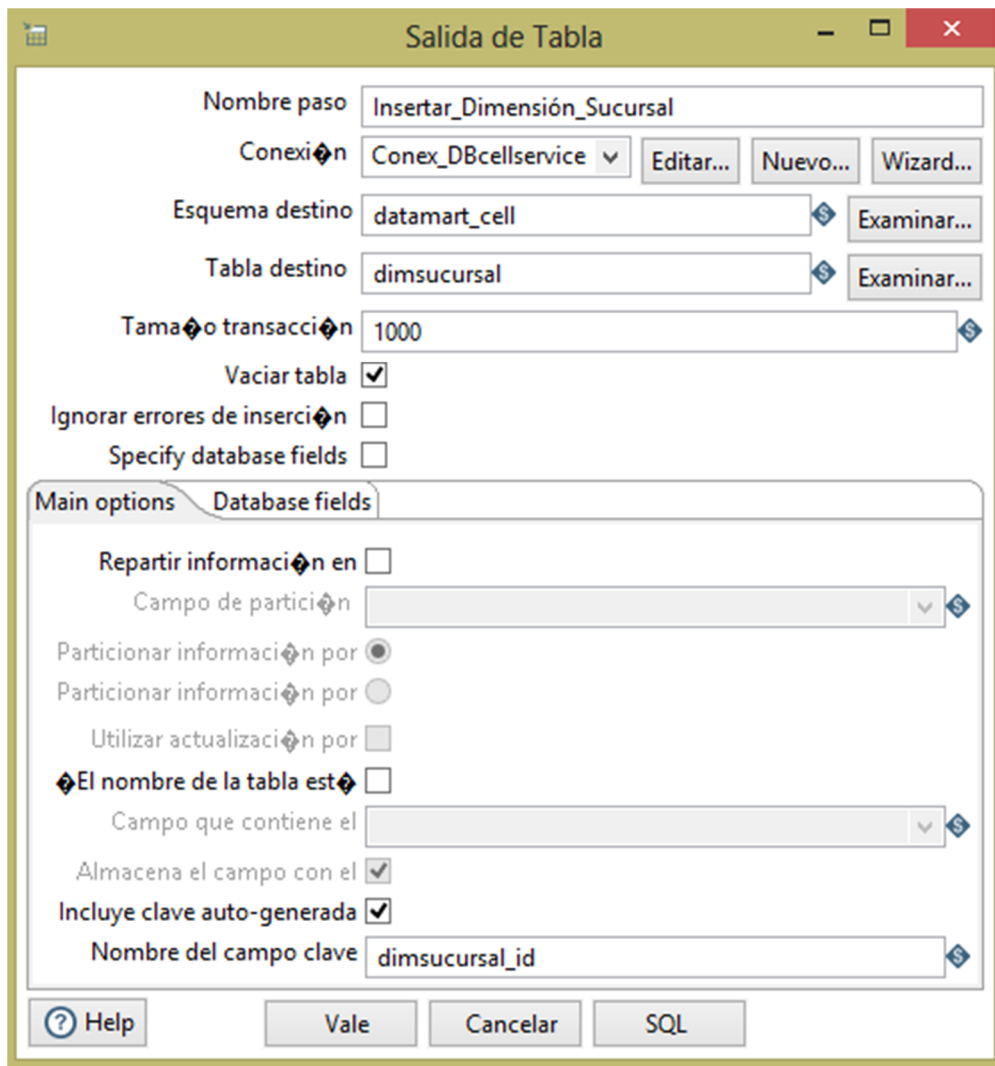 Salida de Tabla
Nombre paso Insertar_Dimensión_Sucursal
Conexi�n Conex_DBcellservice Editar... Nuevo... Wizard...
Esquema destino datamart_cell Examinar...
Tabla destino dimsucursal Examinar...
Tama�o transacci�n 1000
Vaciar tabla
Ignorar errores de inserci�n
Specify database fields
Main options Database fields
Repartir informaci�n en
Campo de partici�n
Particionar informaci�n por
Particionar informaci�n por
Utilizar actualizaci�n por
�El nombre de la tabla est�
Campo que contiene el
Almacena el campo con el
Incluye clave auto-generada
Nombre del campo clave dimsucursal_id
Help Vale Cancelar SQL